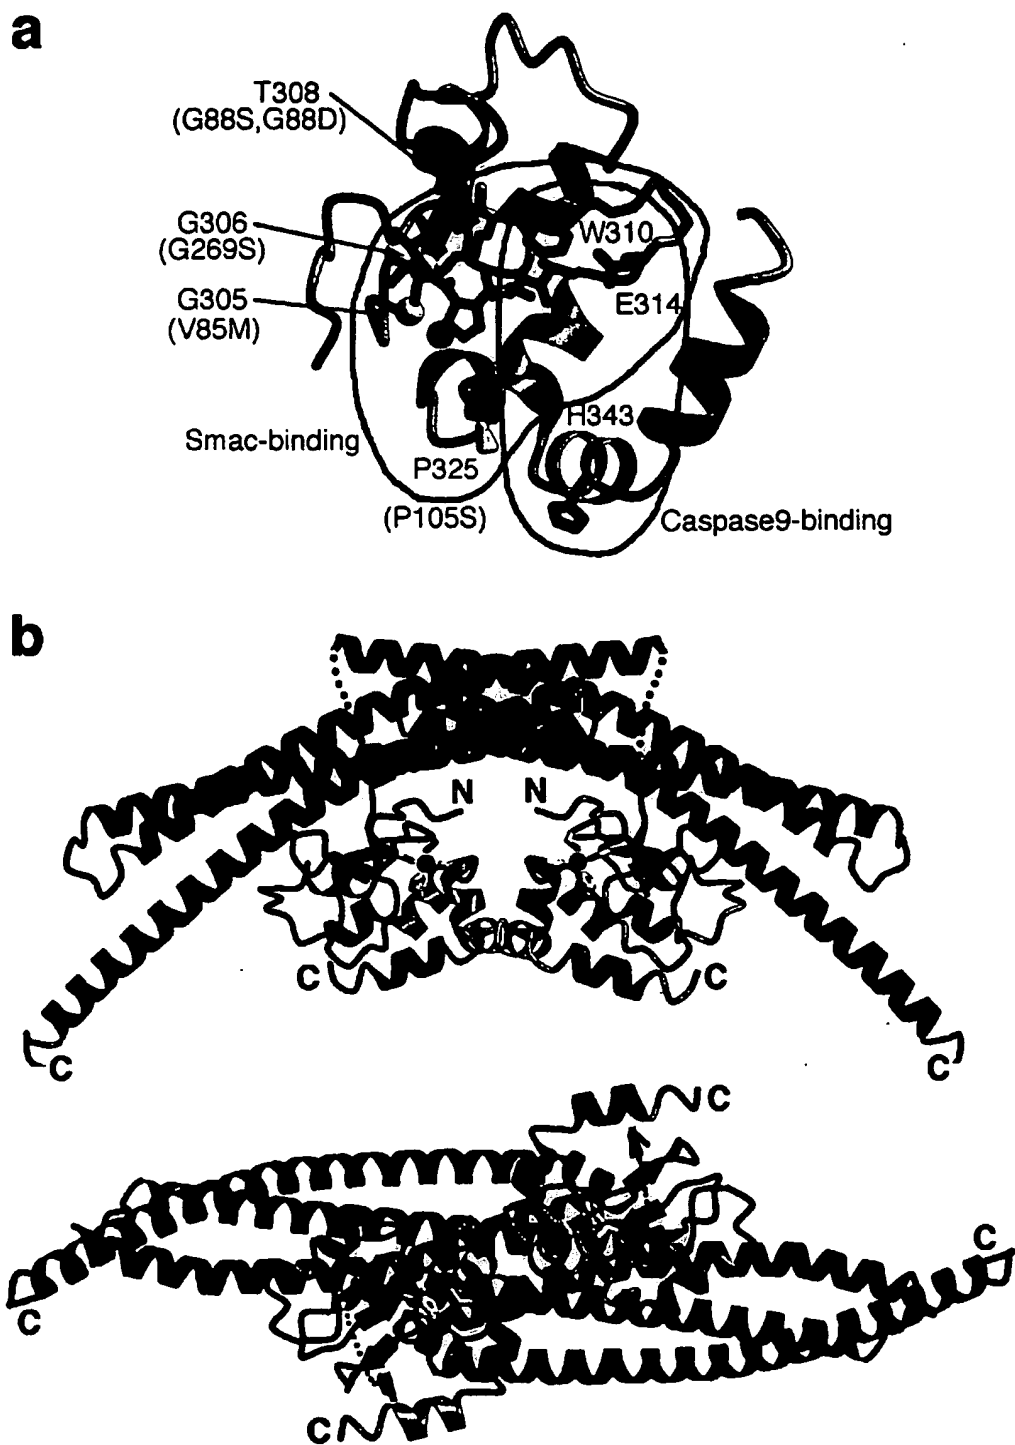 a
T308
(G88S,G88D)
G306
(G269S)
W310
G305
(V85M)
E314
H343
Smac-binding
P325
(P105S)
Caspase9-binding
b
N N
C C
C C
C
C
C
C